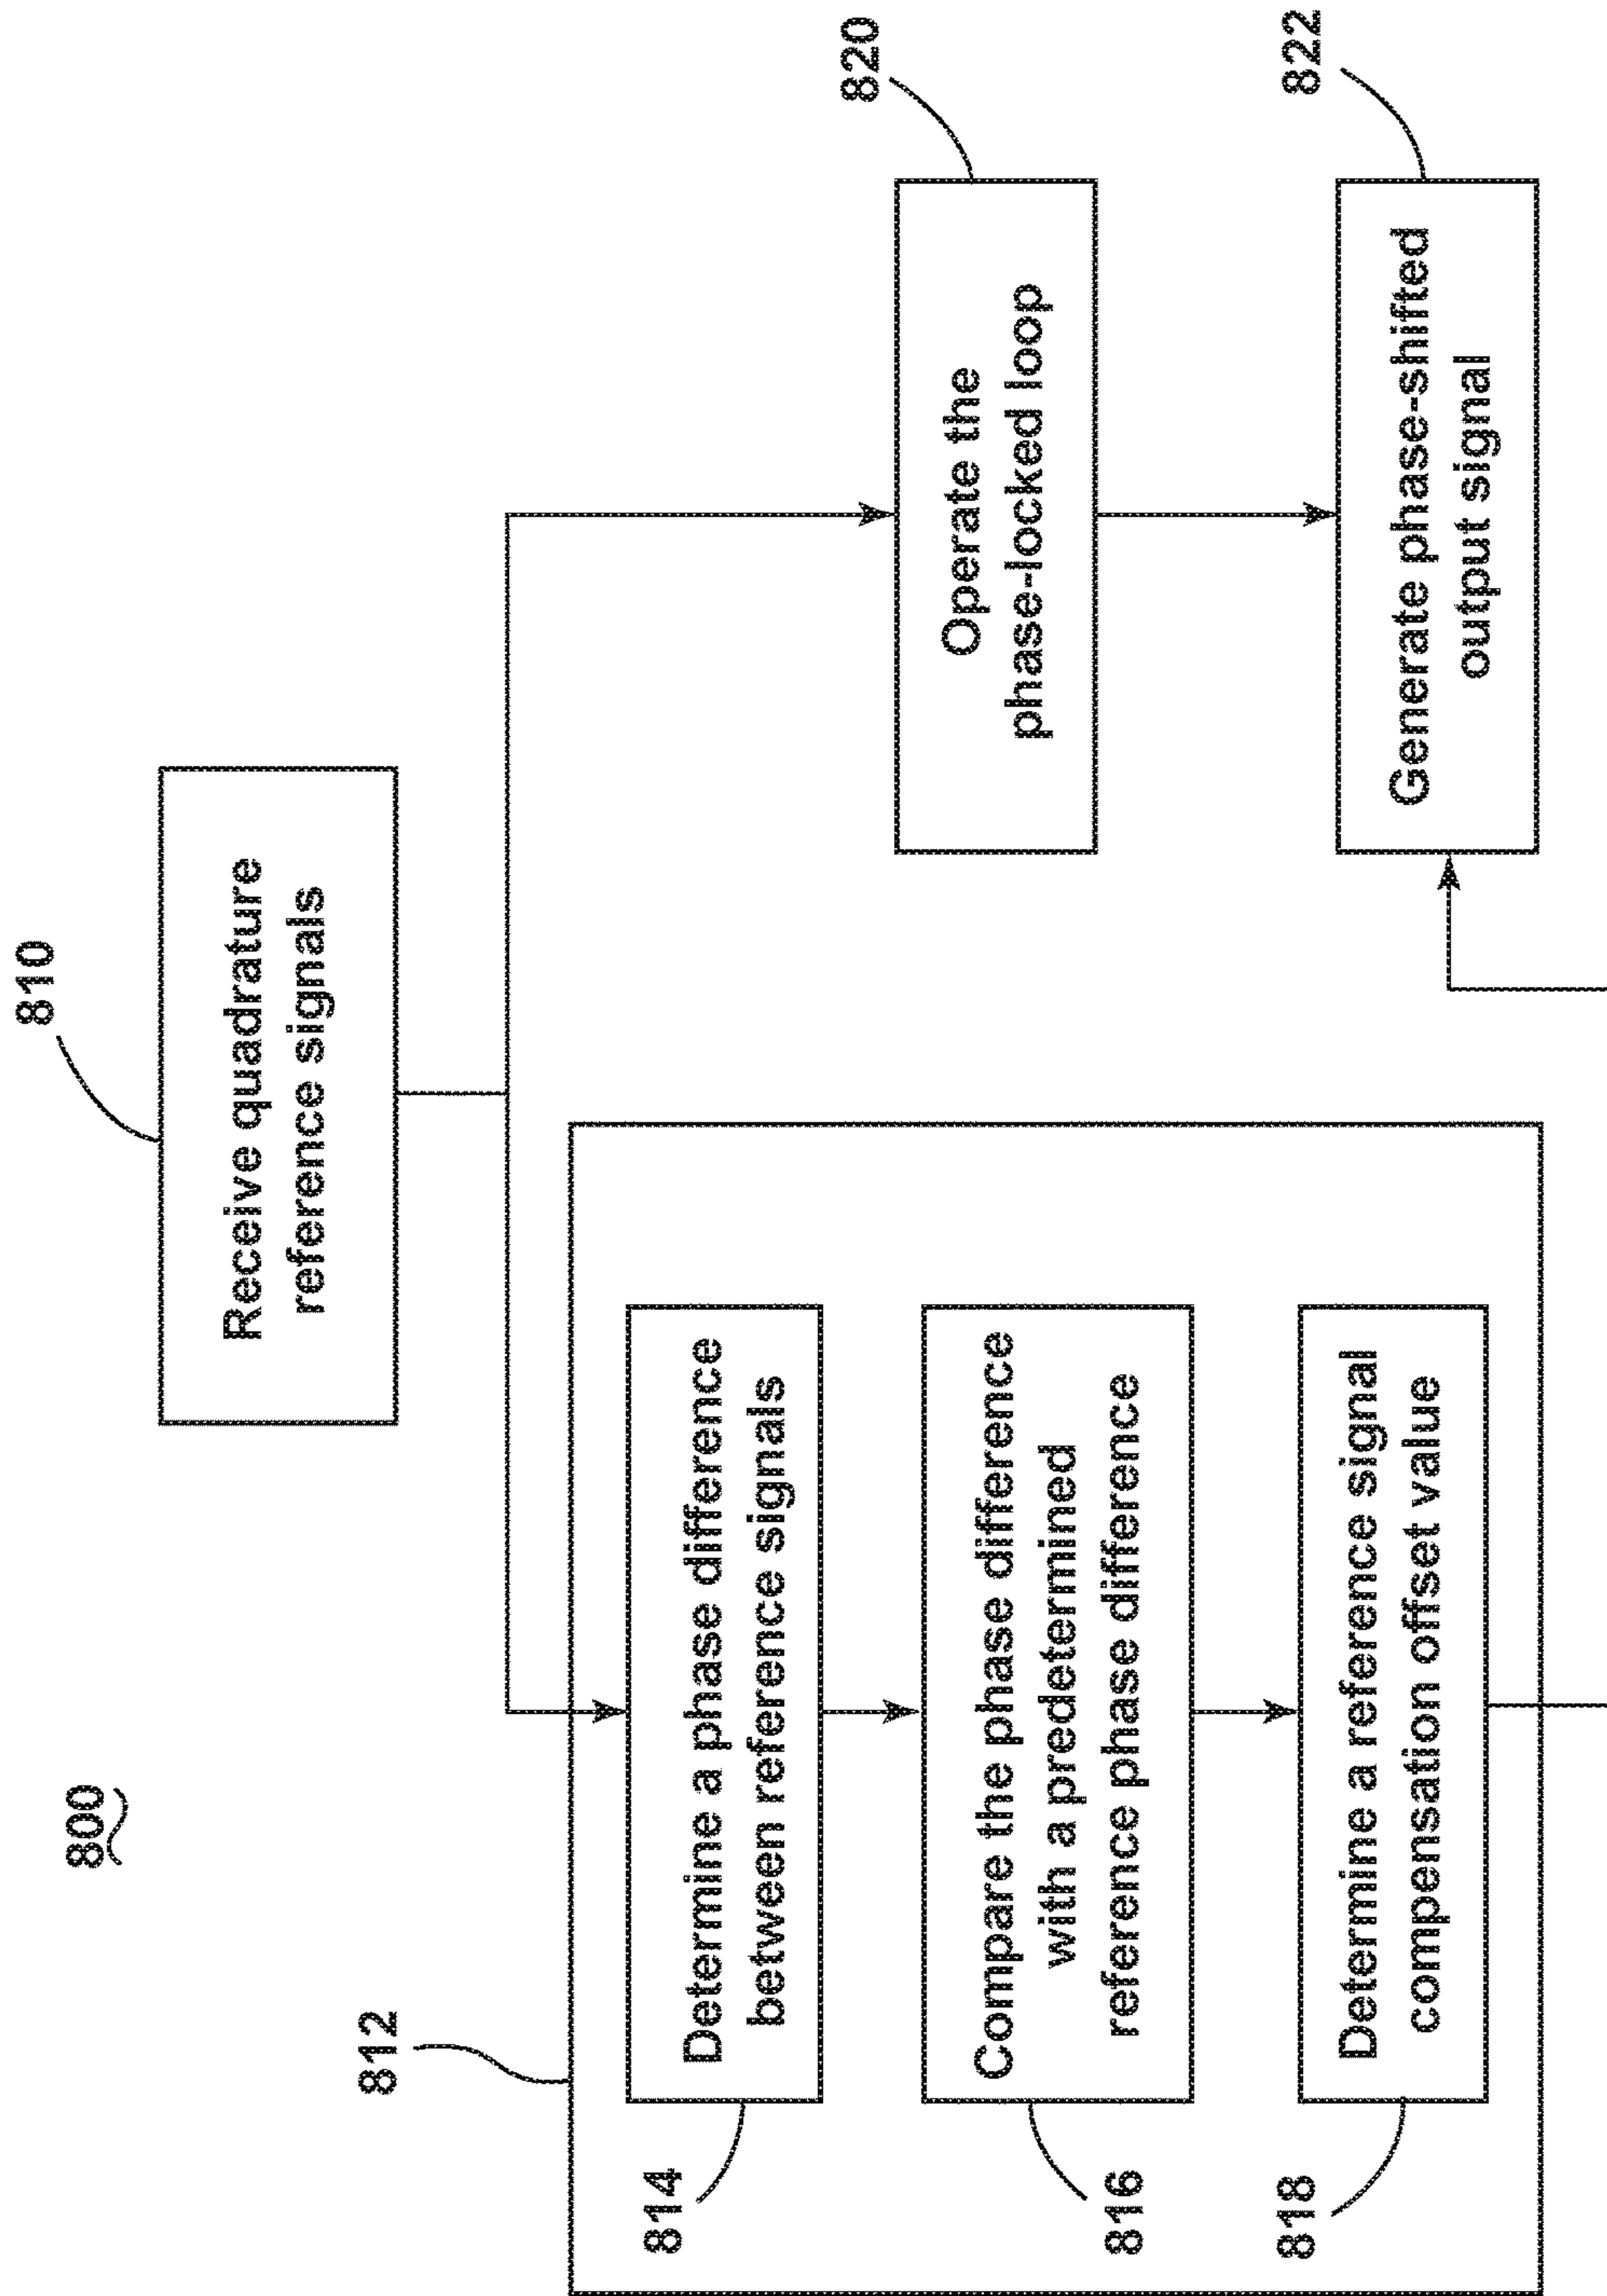 800
810
Receive quadrature
reference signals
812
814
Determine a phase difference
between reference signals
816
Compare the phase difference
with a predetermined
reference phase difference
818
Determine a reference signal
compensation offset value
820
Operate the
phase-locked loop
822
Generate phase-shifted
output signal